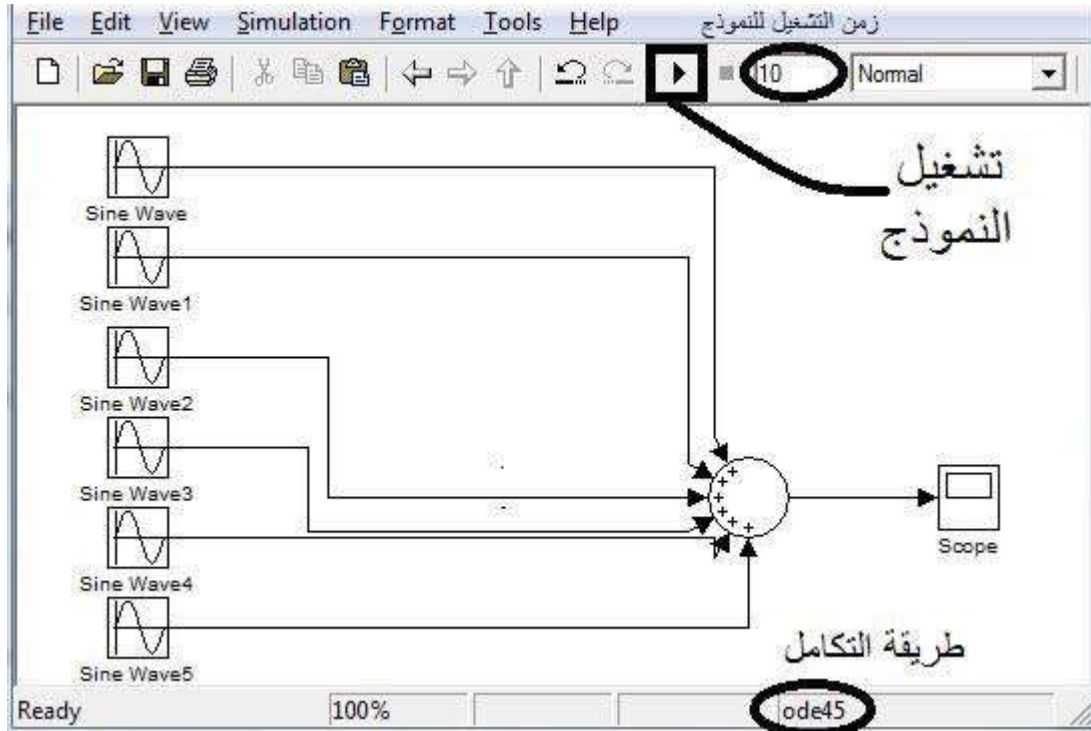 File Edit View Simulation Format Tools Help زمن التشغيل للنموذج
10 Normal
تشغيل
النموذج
Sine Wave
Sine Wave1
Sine Wave2
Sine Wave3
Sine Wave4
Sine Wave5
+
+
+
+
+
+
Scope
طريقة التكامل
Ready 100% ode45